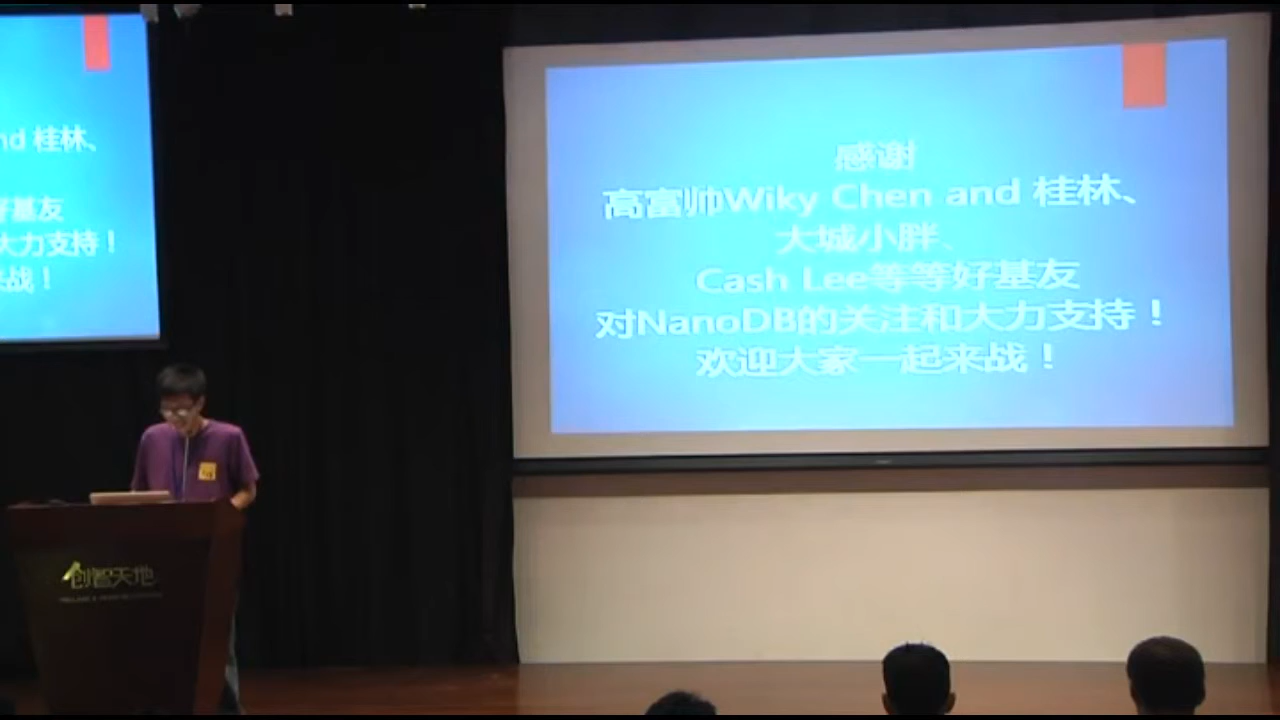 nd 桂林、
好基友
大力支持！
来战！
感谢
高富帅Wiky Chen and 桂林、
大城小胖、
Cash Lee等等好基友
对NanoDB的关注和大力支持！
欢迎大家一起来战！
创智天地